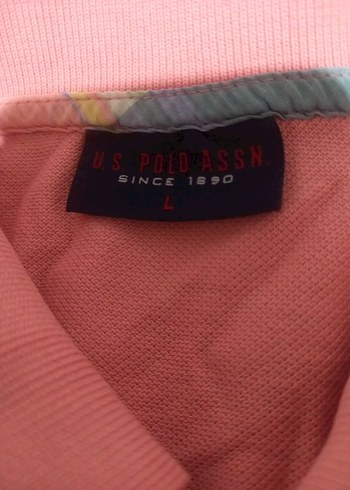 U.S. POLO ASSN.
SINCE 1890
L